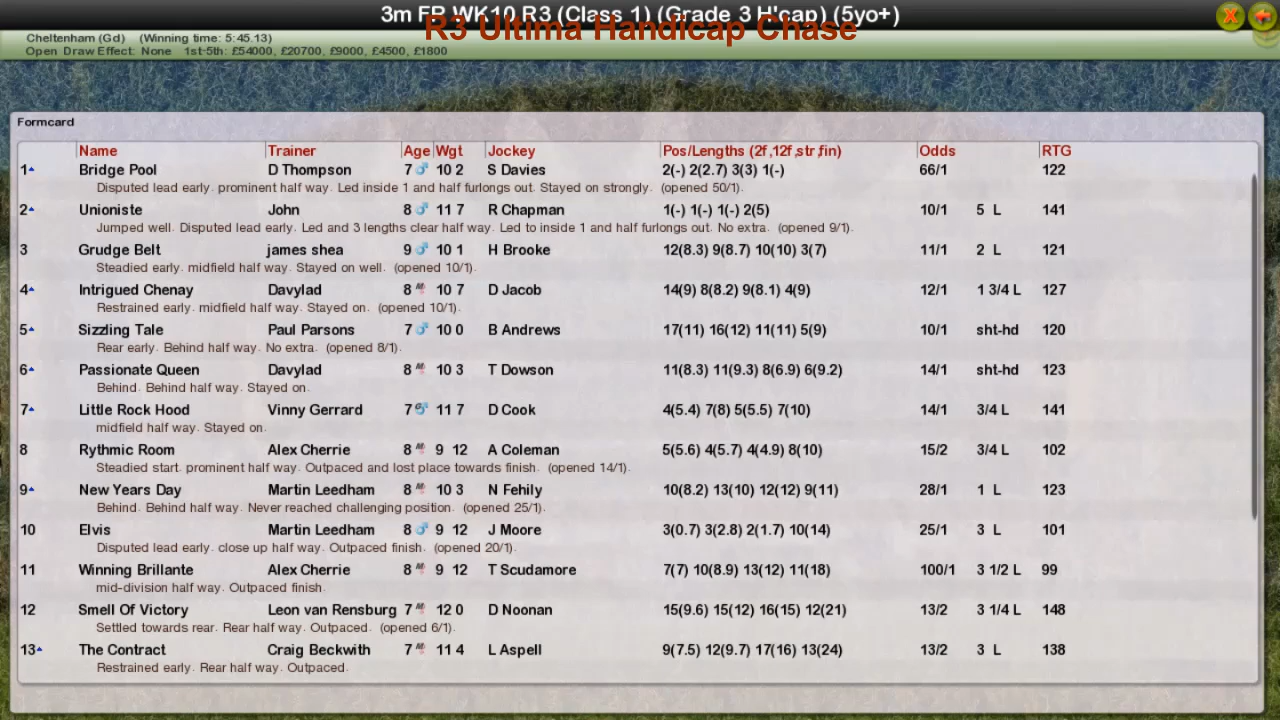 3m FR WK10 R3 (Class 1) (Grade 3 H'cap) (5yo+)
R3 Ultima Handicap Chase
Cheltenham (Gd) (Winning time: 5:45.13)
Open Draw Effect: None 1st-5th: £54000, £20700, £9000, £4500, £1800
Formcard
Name Trainer Age Wgt Jockey Pos/Lengths (2f,12f,str,fin) Odds RTG
1 Bridge Pool D Thompson 7 10 2 S Davies 2(-) 2(2.7) 3(3) 1(-) 66/1 122
Disputed lead early. prominent half way. Led inside 1 and half furlongs out. Stayed on strongly. (opened 50/1).
2 Unioniste John 8 11 7 R Chapman 1(-) 1(-) 1(-) 2(5) 10/1 5 L 141
Jumped well. Disputed lead early. Led and 3 lengths clear half way. Led to inside 1 and half furlongs out. No extra. (opened 9/1).
3 Grudge Belt james shea 9 10 1 H Brooke 12(8.3) 9(8.7) 10(10) 3(7) 11/1 2 L 121
Steadied early. midfield half way. Stayed on well. (opened 10/1).
4 Intrigued Chenay Davylad 8 10 7 D Jacob 14(9) 8(8.2) 9(8.1) 4(9) 12/1 1 3/4 L 127
Restrained early. midfield half way. Stayed on. (opened 10/1).
5 Sizzling Tale Paul Parsons 7 10 0 B Andrews 17(11) 16(12) 11(11) 5(9) 10/1 sht-hd 120
Rear early. Behind half way. No extra. (opened 8/1).
6 Passionate Queen Davylad 8 10 3 T Dowson 11(8.3) 11(9.3) 8(6.9) 6(9.2) 14/1 sht-hd 123
Behind. Behind half way. Stayed on.
7 Little Rock Hood Vinny Gerrard 7 11 7 D Cook 4(5.4) 7(8) 5(5.5) 7(10) 14/1 3/4 L 141
midfield half way. Stayed on.
8 Rythmic Room Alex Cherrie 8 9 12 A Coleman 5(5.6) 4(5.7) 4(4.9) 8(10) 15/2 3/4 L 102
Steadied start. prominent half way. Outpaced and lost place towards finish. (opened 14/1).
9 New Years Day Martin Leedham 8 10 3 N Fehily 10(8.2) 13(10) 12(12) 9(11) 28/1 1 L 123
Behind. Behind half way. Never reached challenging position. (opened 25/1).
10 Elvis Martin Leedham 8 9 12 J Moore 3(0.7) 3(2.8) 2(1.7) 10(14) 25/1 3 L 101
Disputed lead early. close up half way. Outpaced finish. (opened 20/1).
11 Winning Brillante Alex Cherrie 8 9 12 T Scudamore 7(7) 10(8.9) 13(12) 11(18) 100/1 3 1/2 L 99
mid-division half way. Outpaced finish.
12 Smell Of Victory Leon van Rensburg 7 12 0 D Noonan 15(9.6) 15(12) 16(15) 12(21) 13/2 3 1/4 L 148
Settled towards rear. Rear half way. Outpaced. (opened 6/1).
13 The Contract Craig Beckwith 7 11 4 L Aspell 9(7.5) 12(9.7) 17(16) 13(24) 13/2 3 L 138
Restrained early. Rear half way. Outpaced.